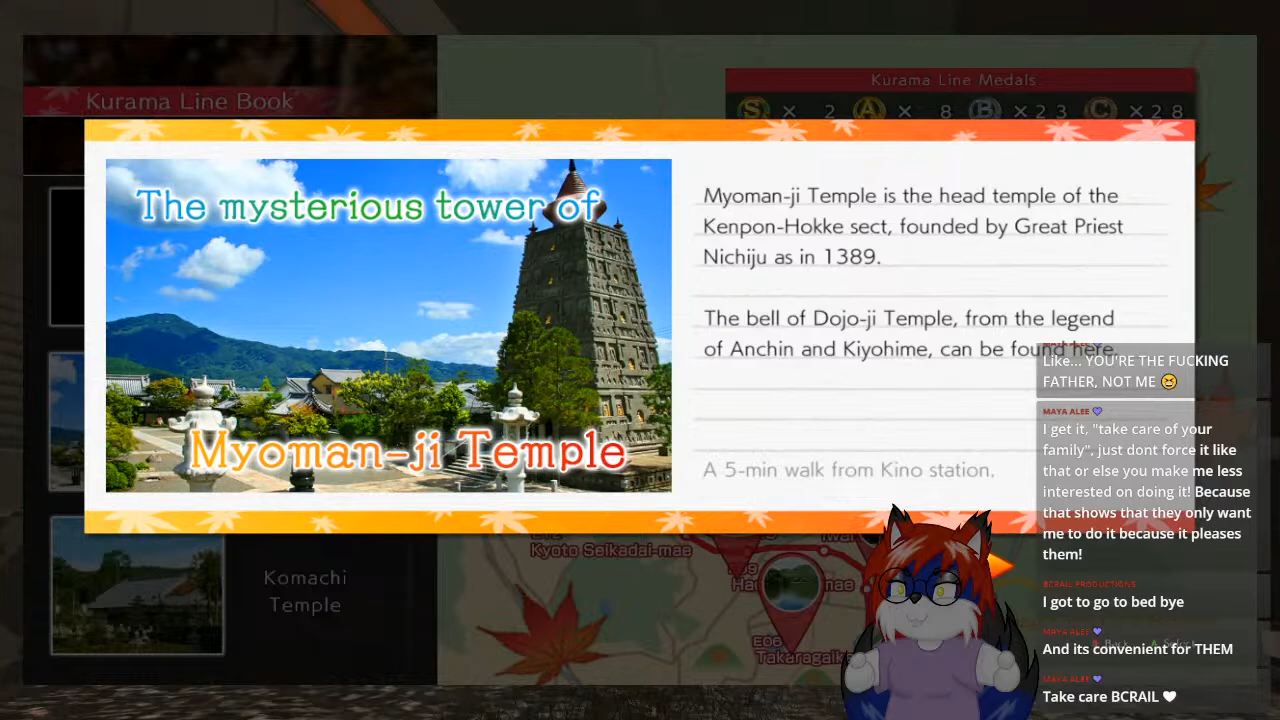 Kurama Line Book
Kurama Line Medals
S × 2 A × 8 B ×23 C ×28
The mysterious tower of
Myoman-ji Temple
Myoman-ji Temple is the head temple of the
Kenpon-Hokke sect, founded by Great Priest
Nichiju as in 1389.
The bell of Dojo-ji Temple, from the legend
of Anchin and Kiyohime, can be found here
A 5-min walk from Kino station.
Komachi
Temple
Kyoto Seikadai-mae
E06
Takaragaike
Like... YOU'RE THE FUCKING
FATHER, NOT ME 😆
MAYA ALEE 💜
I get it, "take care of your
family", just dont force it like
that or else you make me less
interested on doing it! Because
that shows that they only want
me to do it because it pleases
them!
BCRAIL PRODUCTIONS
I got to go to bed bye
MAYA ALEE 💜
And its convenient for THEM
MAYA ALEE 💜
Take care BCRAIL ♥
B Back A Select